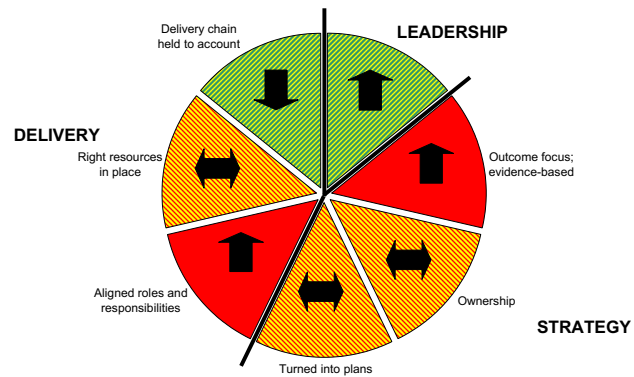 Delivery chain
held to account
LEADERSHIP
DELIVERY
Right resources
in place
Outcome focus;
evidence-based
Aligned roles and
responsibilities
Ownership
STRATEGY
Turned into plans